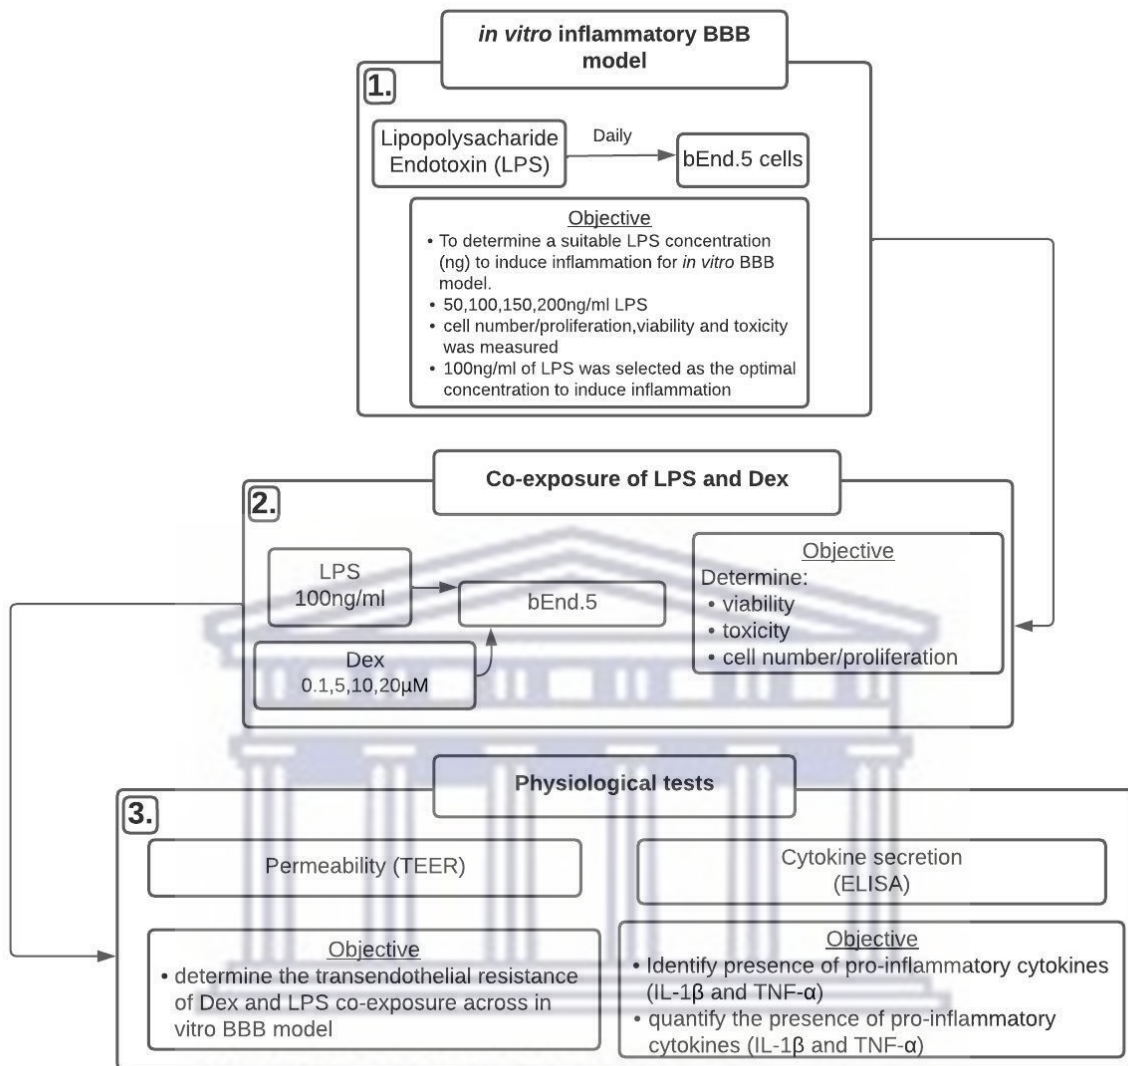 in vitro inflammatory BBB
model
1.
Lipopolysacharide
Endotoxin (LPS)
Daily
bEnd.5 cells
Objective
• To determine a suitable LPS concentration
(ng) to induce inflammation for in vitro BBB
model.
• 50,100,150,200ng/ml LPS
• cell number/proliferation,viability and toxicity
was measured
• 100ng/ml of LPS was selected as the optimal
concentration to induce inflammation
Co-exposure of LPS and Dex
2.
LPS
100ng/ml
bEnd.5
Dex
0.1,5,10,20µM
Objective
Determine:
• viability
• toxicity
• cell number/proliferation
Physiological tests
3.
Permeability (TEER)
Objective
• determine the transendothelial resistance
of Dex and LPS co-exposure across in
vitro BBB model
Cytokine secretion
(ELISA)
Objective
• Identify presence of pro-inflammatory cytokines
(IL-1β and TNF-α)
• quantify the presence of pro-inflammatory
cytokines (IL-1β and TNF-α)